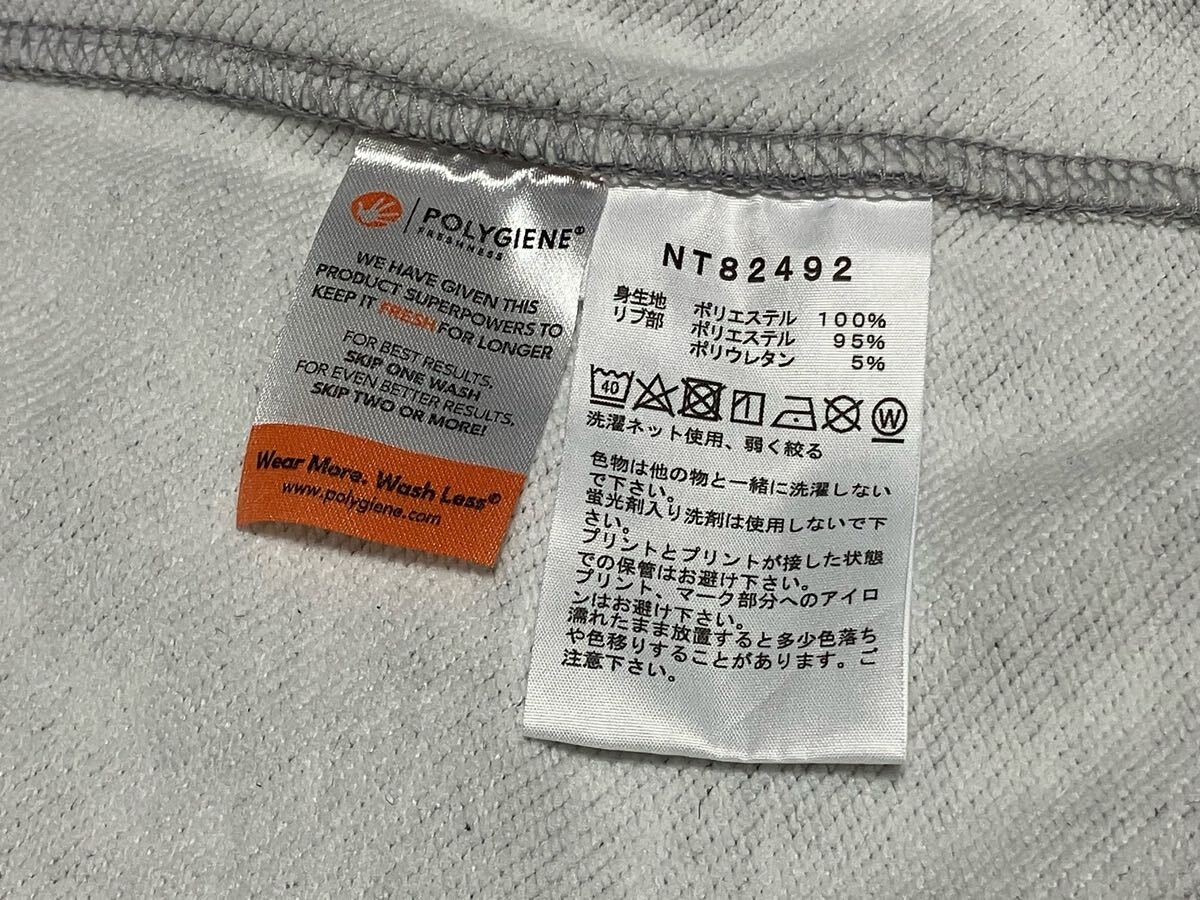 POLYGIENE®
FRESHNESS
WE HAVE GIVEN THIS
PRODUCT SUPERPOWERS TO
KEEP IT FRESH FOR LONGER
FOR BEST RESULTS,
SKIP ONE WASH
FOR EVEN BETTER RESULTS,
SKIP TWO OR MORE!
Wear More. Wash Less®
www.polygiene.com
NT82492
身生地 ポリエステル 100%
リブ部 ポリエステル 95%
ポリウレタン 5%
40 W
洗濯ネット使用、弱く絞る
色物は他の物と一緒に洗濯しない
で下さい。
蛍光剤入り洗剤は使用しないで下
さい。
プリントとプリントが接した状態
での保管はお避け下さい。
プリント、マーク部分へのアイロ
ンはお避け下さい。
濡れたまま放置すると多少色落ち
や色移りすることがあります。ご
注意下さい。